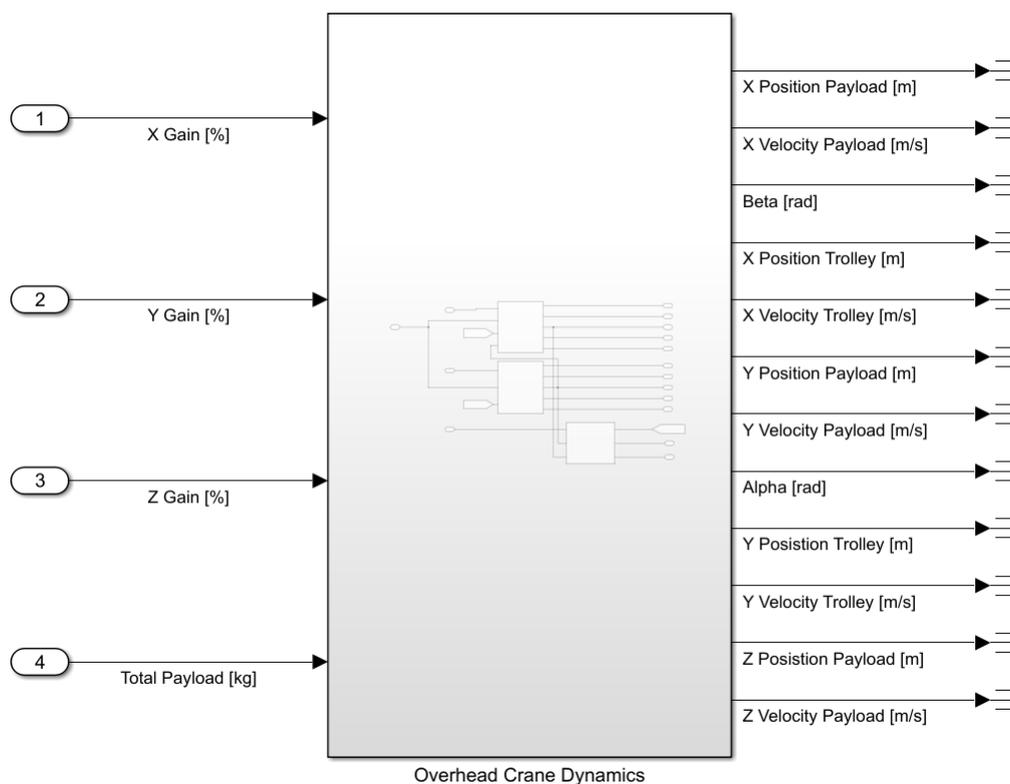 1
X Gain [%]
2
Y Gain [%]
3
Z Gain [%]
4
Total Payload [kg]
X Position Payload [m]
X Velocity Payload [m/s]
Beta [rad]
X Position Trolley [m]
X Velocity Trolley [m/s]
Y Position Payload [m]
Y Velocity Payload [m/s]
Alpha [rad]
Y Posistion Trolley [m]
Y Velocity Trolley [m/s]
Z Posistion Payload [m]
Z Velocity Payload [m/s]
Overhead Crane Dynamics